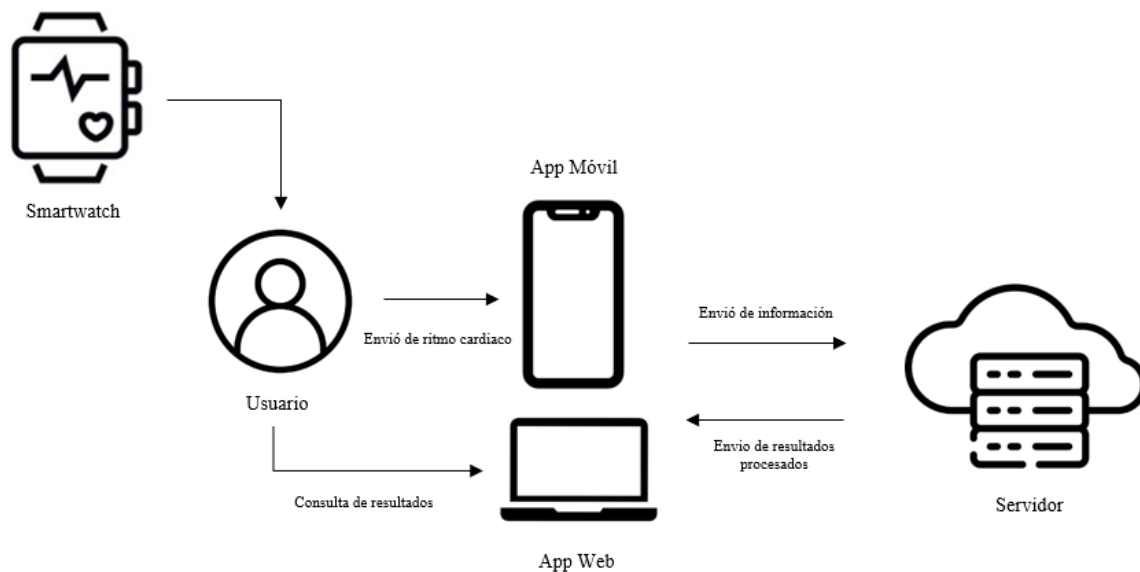 Smartwatch
App Móvil
Envió de información
Envió de ritmo cardiaco
Usuario
Envio de resultados
procesados
Consulta de resultados
Servidor
App Web